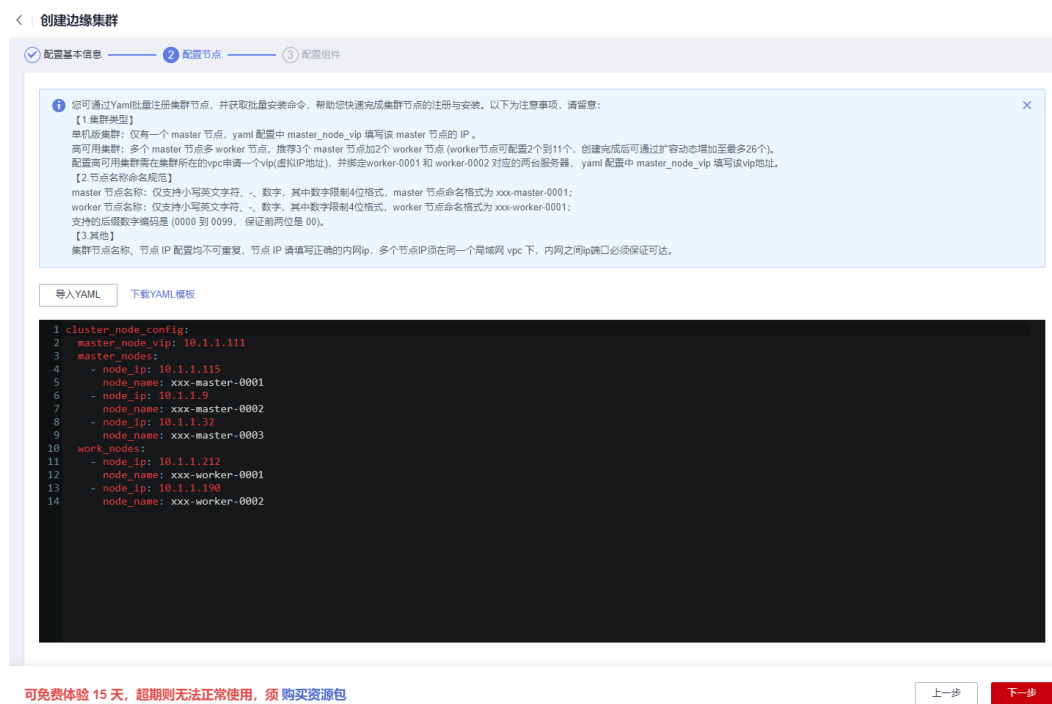 创建边缘集群
配置基本信息 2 配置节点 3 配置组件
您可通过Yaml批量注册集群节点，并获取批量安装命令，帮助您快速完成集群节点的注册与安装。以下为注意事项，请留意：
【1.集群类型】
单机版集群：仅有一个 master 节点，yaml 配置中 master_node_vip 填写该 master 节点的 IP 。
高可用集群：多个 master 节点多 worker 节点，推荐3个 master 节点加2个 worker 节点 (worker节点可配置2个到11个，创建完成后可通过扩容动态增加至最多26个)。
配置高可用集群需在集群所在的vpc申请一个vip(虚拟IP地址)，并绑定worker-0001 和 worker-0002 对应的两台服务器， yaml 配置中 master_node_vip 填写该vip地址。
【2.节点名称命名规范】
master 节点名称：仅支持小写英文字符、-、数字，其中数字限制4位格式，master 节点命名格式为 xxx-master-0001；
worker 节点名称：仅支持小写英文字符、-、数字，其中数字限制4位格式，worker 节点命名格式为 xxx-worker-0001；
支持的后缀数字编码是 (0000 到 0099， 保证前两位是 00)。
【3.其他】
集群节点名称、节点 IP 配置均不可重复，节点 IP 请填写正确的内网ip，多个节点IP须在同一个局域网 vpc 下，内网之间ip端口必须保证可达。
导入YAML 下载YAML模板
1 cluster_node_config:
2 master_node_vip: 10.1.1.111
3 master_nodes:
4 - node_ip: 10.1.1.115
5 node_name: xxx-master-0001
6 - node_ip: 10.1.1.9
7 node_name: xxx-master-0002
8 - node_ip: 10.1.1.32
9 node_name: xxx-master-0003
10 work_nodes:
11 - node_ip: 10.1.1.212
12 node_name: xxx-worker-0001
13 - node_ip: 10.1.1.190
14 node_name: xxx-worker-0002
可免费体验 15 天，超期则无法正常使用，须 购买资源包
上一步 下一步